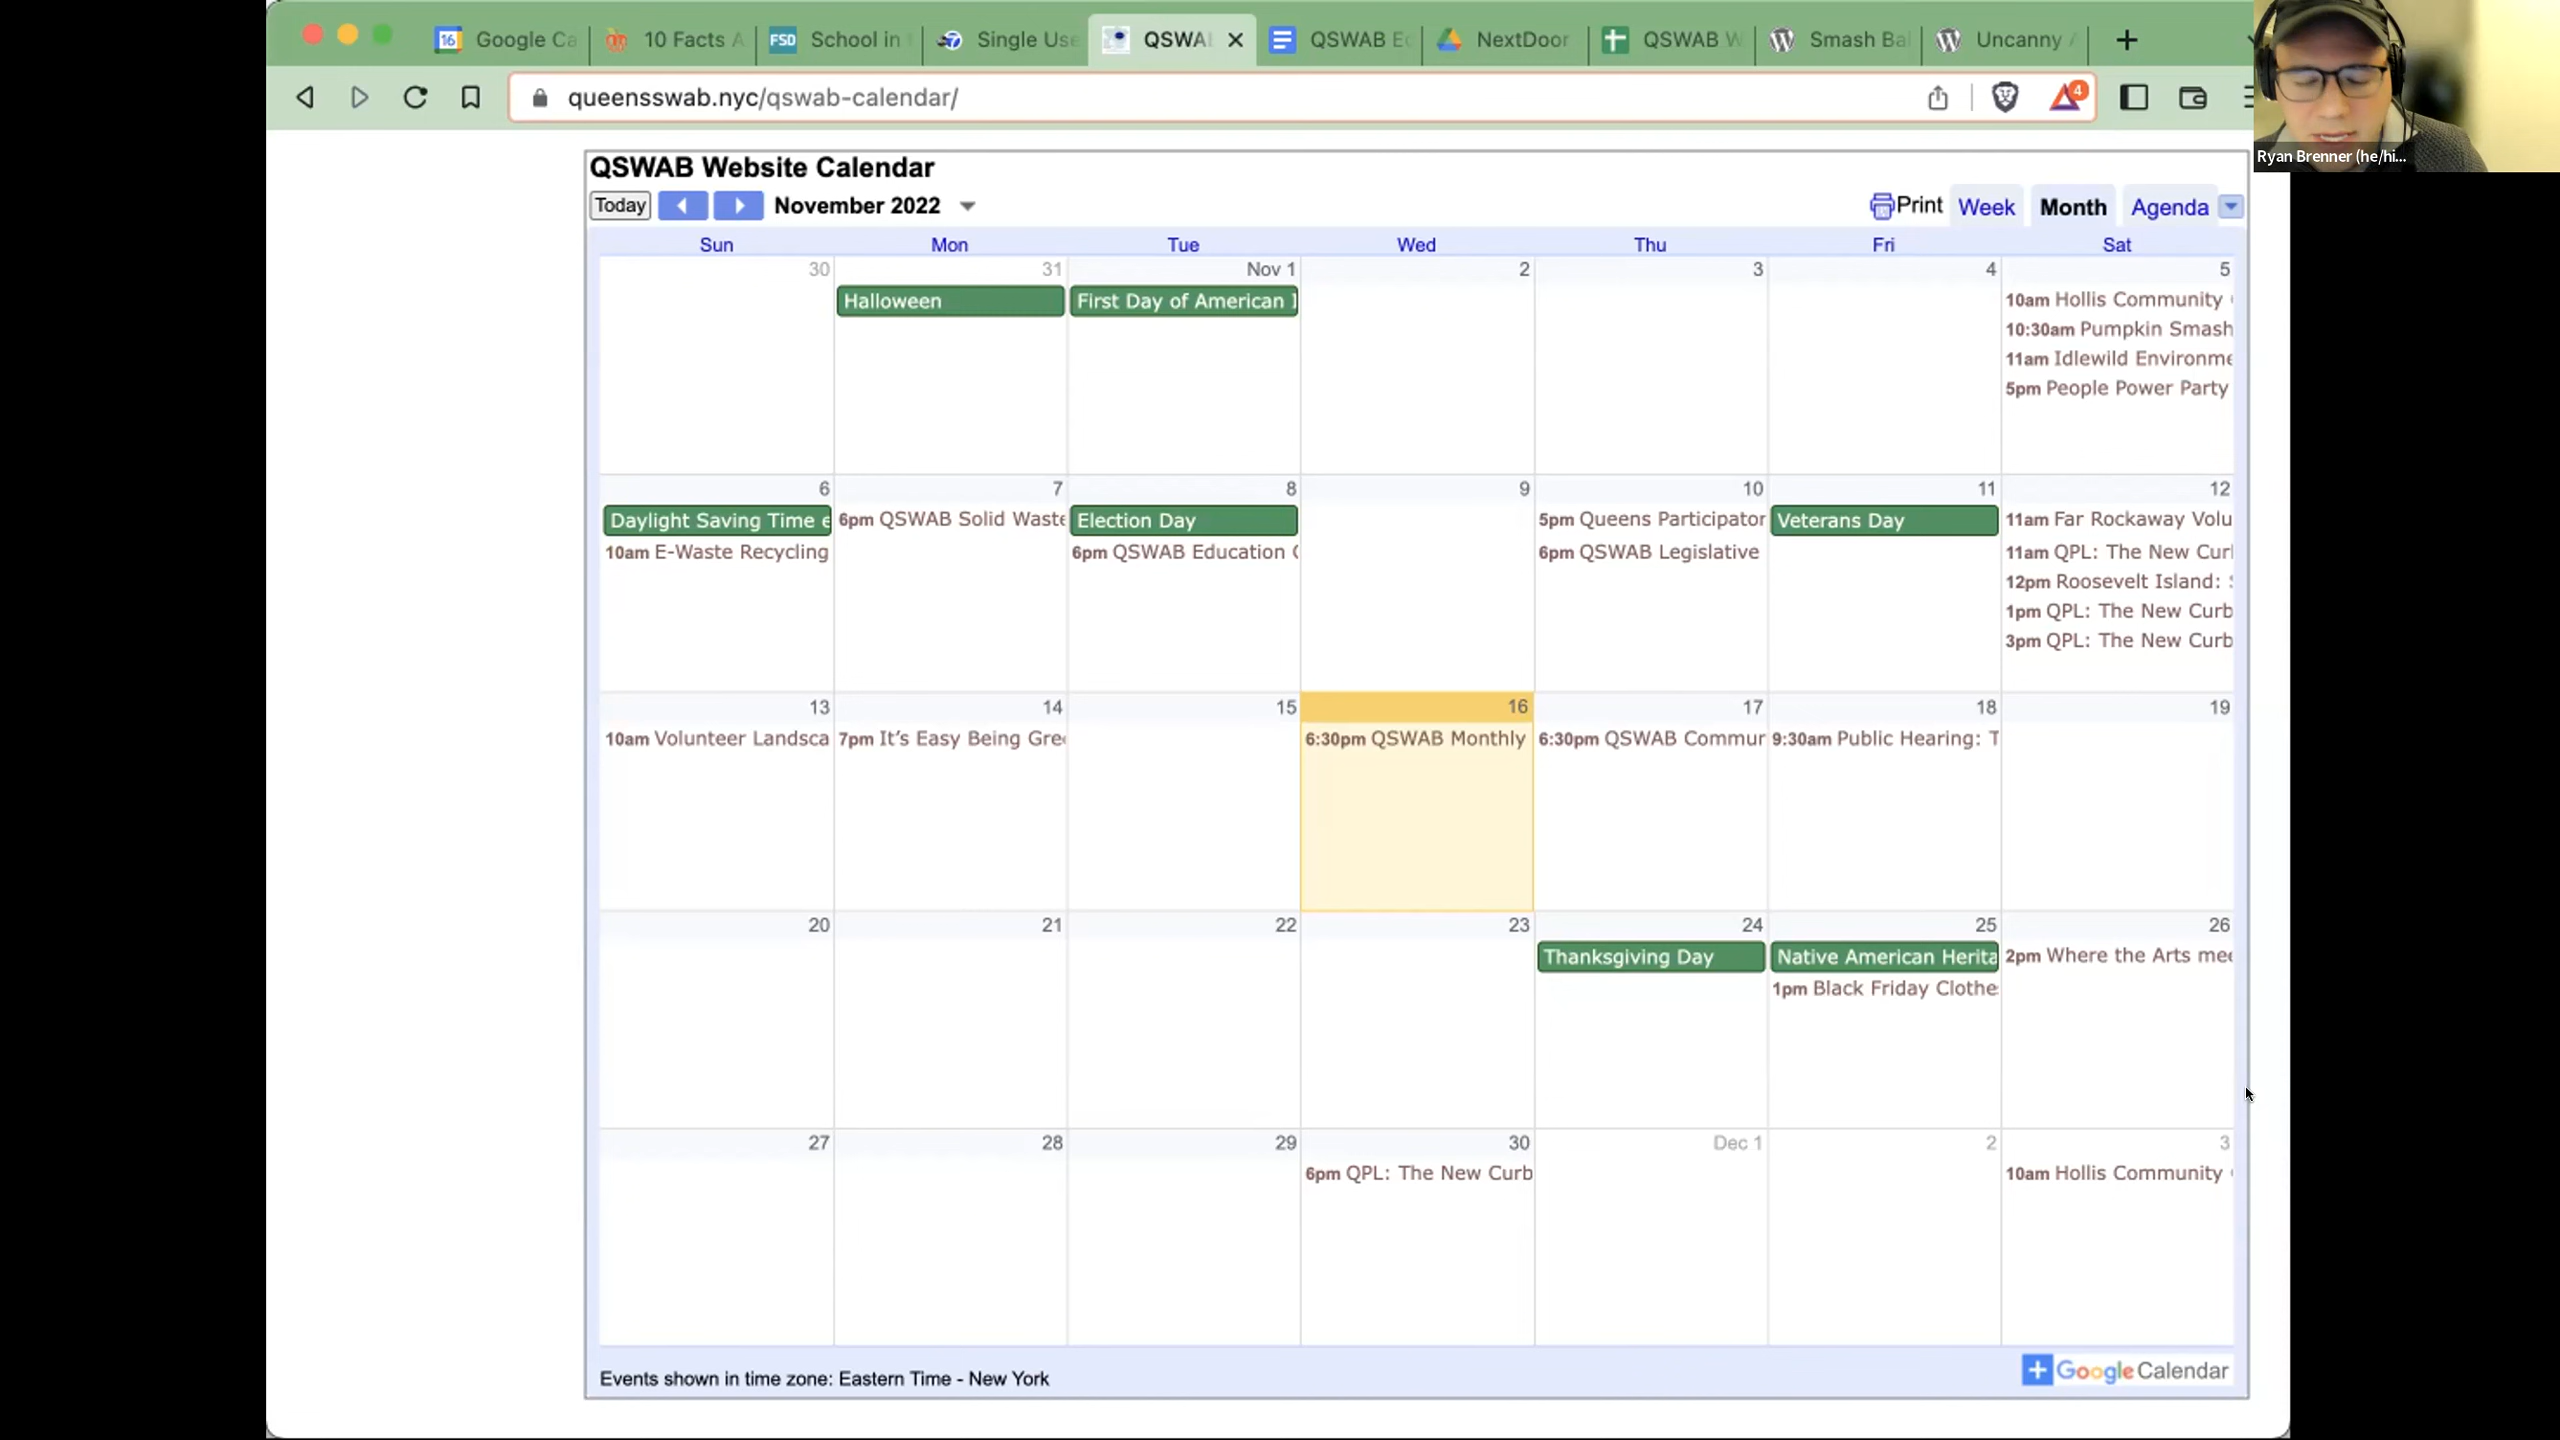 Google Ca
10 Facts A
FSD School in
Single Use
QSWAI
QSWAB Ec
NextDoor
QSWAB W
Smash Bal
Uncanny
queensswab.nyc/qswab-calendar/
4
Ryan Brenner (he/hi...
QSWAB Website Calendar
Today November 2022 Print Week Month Agenda
Sun Mon Tue Wed Thu Fri Sat
30 31 Nov 1 2 3 4 5
Halloween
First Day of American I
10am Hollis Community
10:30am Pumpkin Smash
11am Idlewild Environme
5pm People Power Party
6 7 8 9 10 11 12
Daylight Saving Time e
10am E-Waste Recycling
6pm QSWAB Solid Waste
Election Day
6pm QSWAB Education C
5pm Queens Participator
6pm QSWAB Legislative
Veterans Day
11am Far Rockaway Volu
11am QPL: The New Curl
12pm Roosevelt Island: S
1pm QPL: The New Curb
3pm QPL: The New Curb
13 14 15 16 17 18 19
10am Volunteer Landsca
7pm It’s Easy Being Gree
6:30pm QSWAB Monthly
6:30pm QSWAB Commur
9:30am Public Hearing: T
20 21 22 23 24 25 26
Thanksgiving Day
Native American Herita
1pm Black Friday Clothe
2pm Where the Arts mee
27 28 29 30 Dec 1 2 3
6pm QPL: The New Curb
10am Hollis Community
Events shown in time zone: Eastern Time - New York
Google Calendar